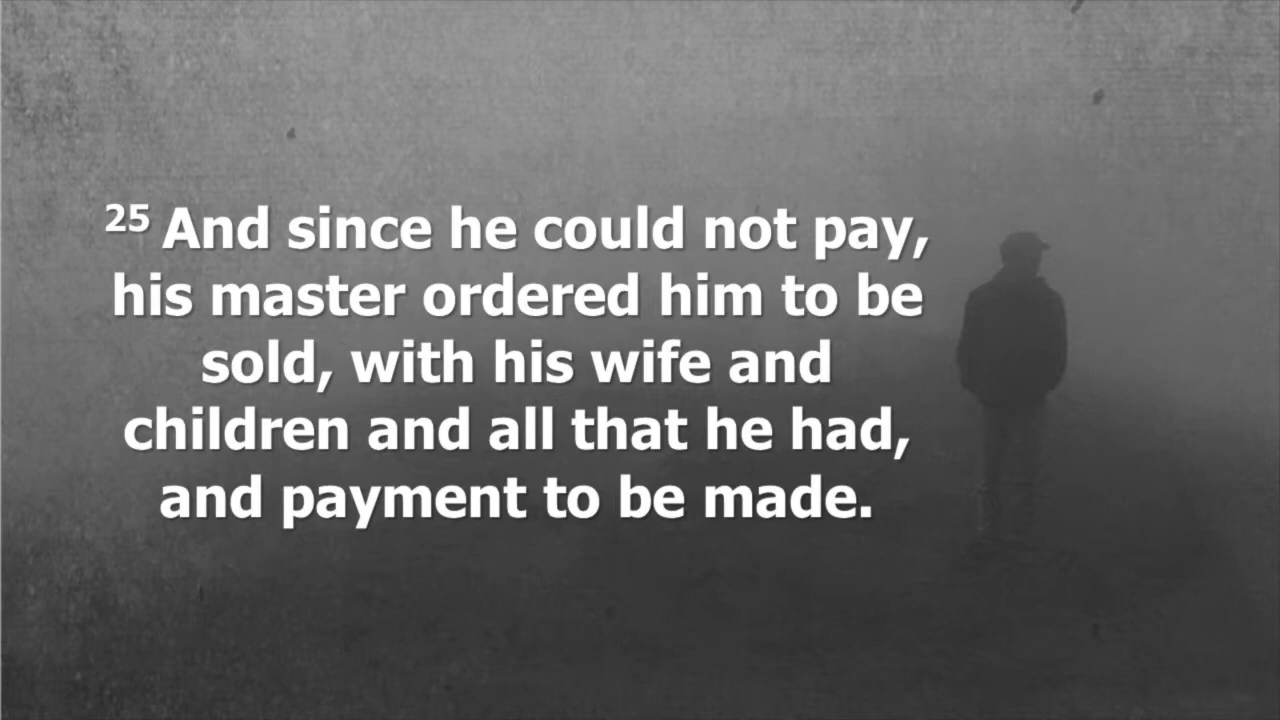 25 And since he could not pay,
his master ordered him to be
sold, with his wife and
children and all that he had,
and payment to be made.